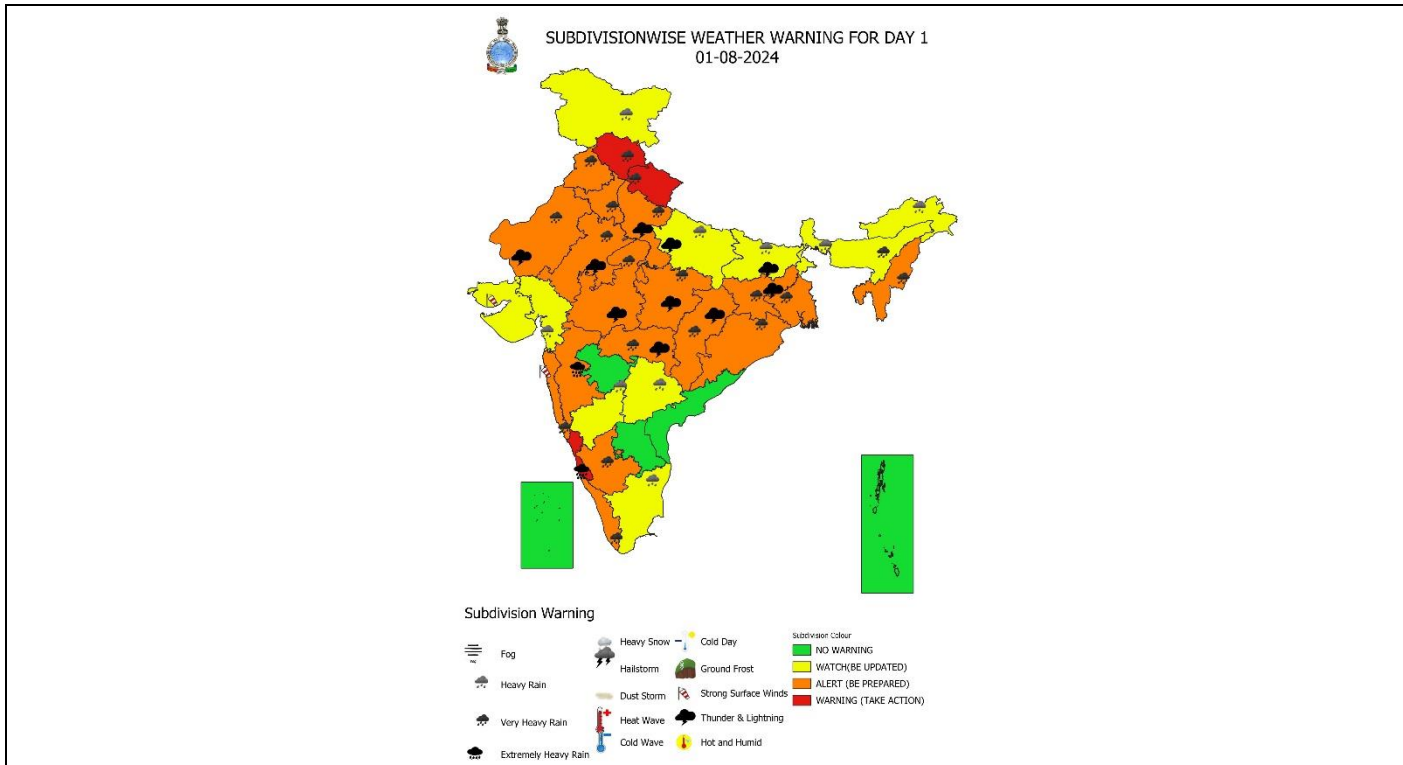 SUBDIVISIONWISE WEATHER WARNING FOR DAY 1
01-08-2024
Subdivision Warning
Fog
Heavy Rain
Very Heavy Rain
Extremely Heavy Rain
Heavy Snow
Hailstorm
Dust Storm
Heat Wave
Cold Wave
Cold Day
Ground Frost
Strong Surface Winds
Thunder & Lightning
Hot and Humid
Subdivision Colour
NO WARNING
WATCH(BE UPDATED)
ALERT (BE PREPARED)
WARNING (TAKE ACTION)